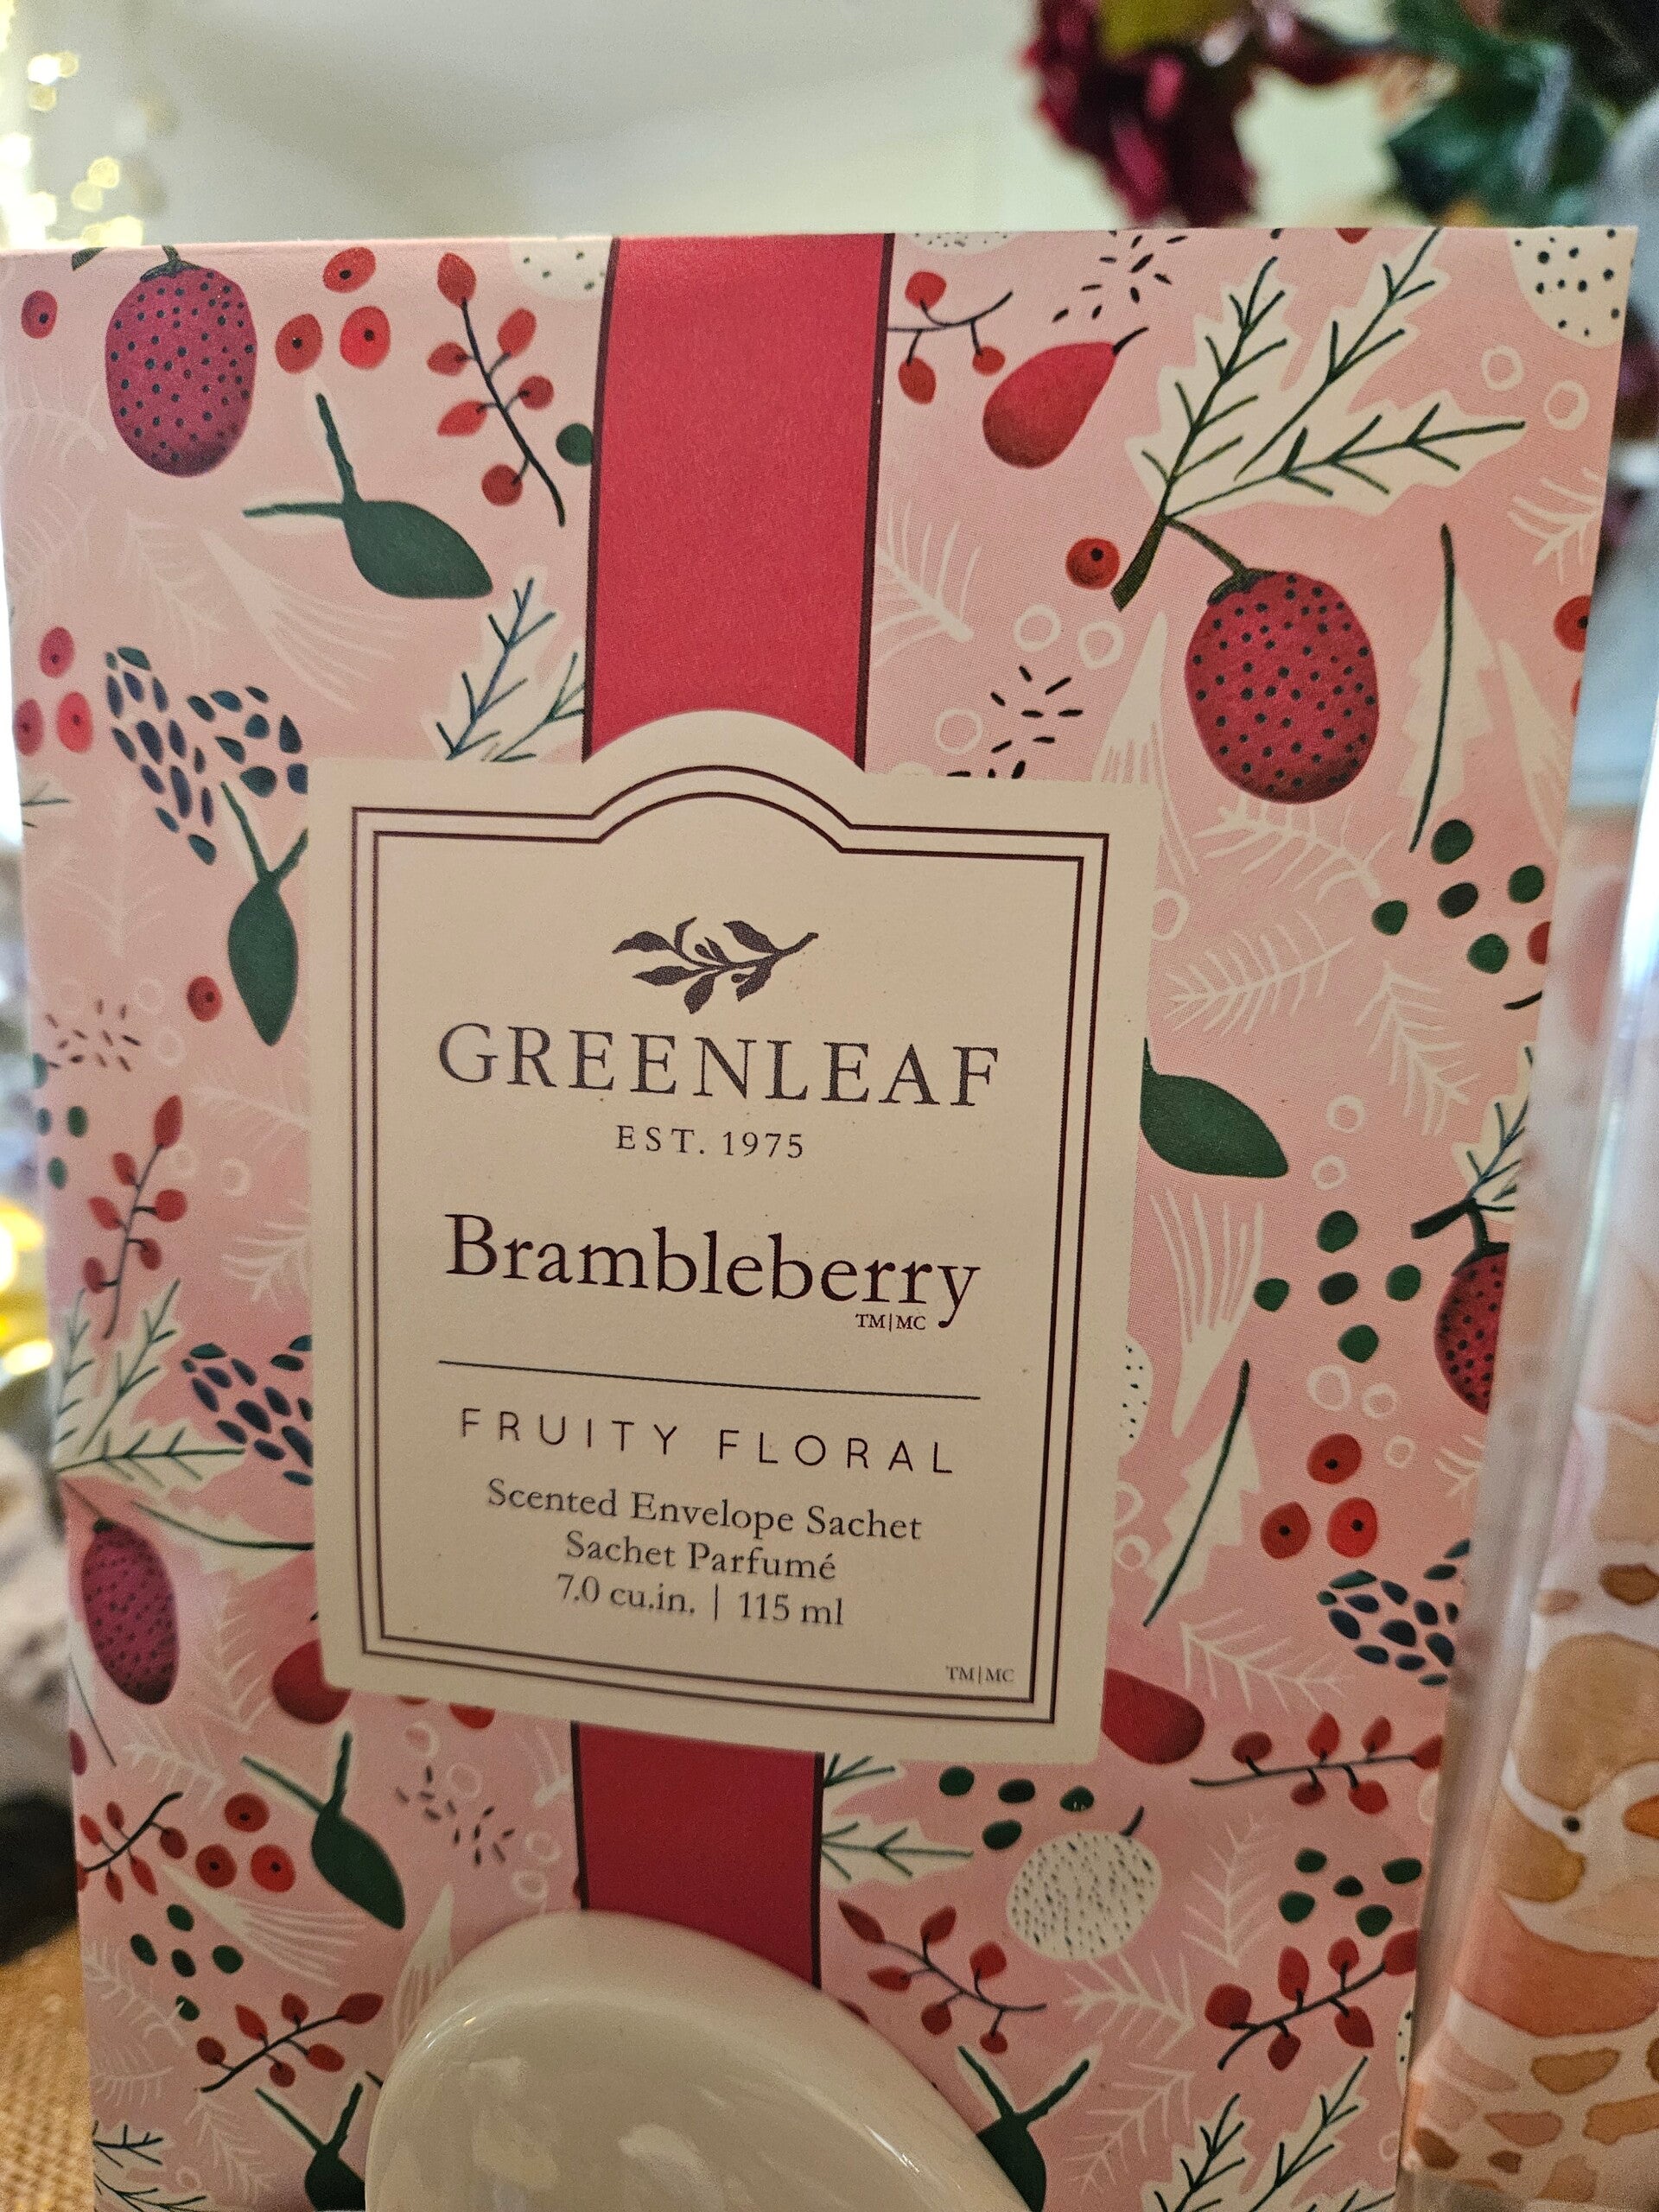 GREENLEAF
EST. 1975
Brambleberry
TM|MC
FRUITY FLORAL
Scented Envelope Sachet
Sachet Parfumé
7.0 cu.in. | 115 ml
TM|MC